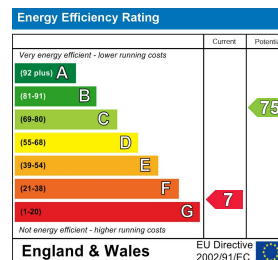 Energy Efficiency Rating
Current
Very energy efficient - lower running costs
(92 plus) A
(81-91) B
(69-80) C
75
(55-68) D
(39-54) E
(21-38) F
7
(1-20) G
Not energy efficient - higher running costs
England & Wales
EU Directive
2002/91/EC